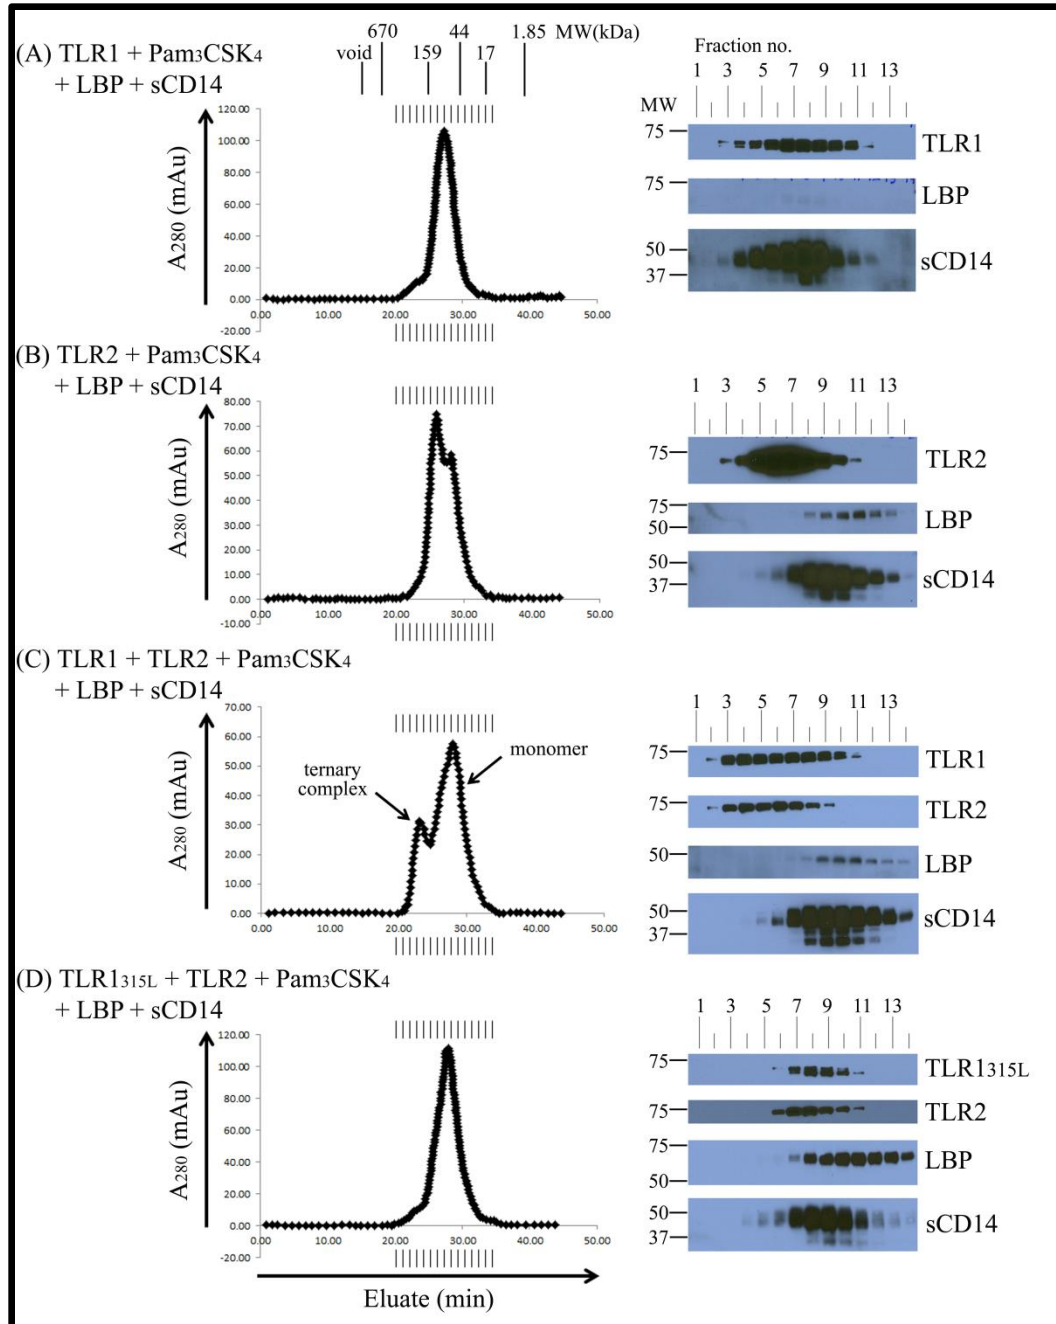 (A) TLR1 + Pam3CSK4
+ LBP + sCD14
670 44 1.85 MW(kDa)
void 159 17
A280 (mAu)
120.00
100.00
80.00
60.00
40.00
20.00
0.00
-20.00
0.00 10.00 20.00 30.00 40.00 50.00
Fraction no.
1 3 5 7 9 11 13
MW
75
TLR1
75
LBP
50
37
sCD14
(B) TLR2 + Pam3CSK4
+ LBP + sCD14
A280 (mAu)
80.00
70.00
60.00
50.00
40.00
30.00
20.00
10.00
0.00
-10.00
0.00 10.00 20.00 30.00 40.00 50.00
1 3 5 7 9 11 13
75
TLR2
75
50
LBP
50
37
sCD14
(C) TLR1 + TLR2 + Pam3CSK4
+ LBP + sCD14
A280 (mAu)
70.00
60.00
50.00
40.00
30.00
20.00
10.00
0.00
0.00 10.00 20.00 30.00 40.00 50.00
ternary
complex
monomer
1 3 5 7 9 11 13
75
TLR1
75
TLR2
50
LBP
50
37
sCD14
(D) TLR1315L + TLR2 + Pam3CSK4
+ LBP + sCD14
A280 (mAu)
120.00
100.00
80.00
60.00
40.00
20.00
0.00
-20.00
0.00 10.00 20.00 30.00 40.00 50.00
Eluate (min)
1 3 5 7 9 11 13
75
TLR1315L
75
TLR2
75
50
LBP
50
37
sCD14